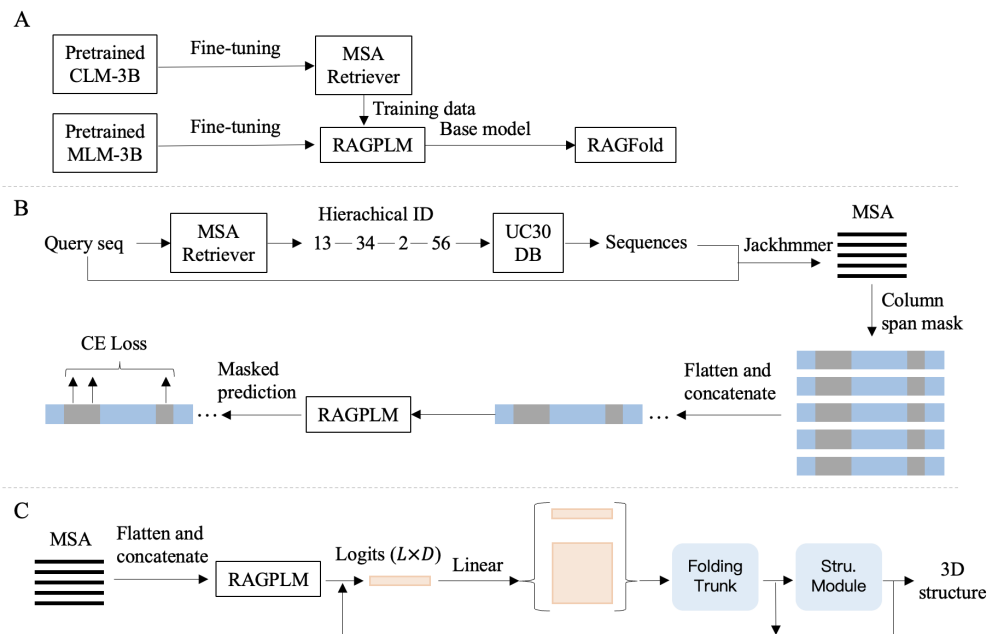 A
Pretrained
CLM-3B
Fine-tuning
MSA
Retriever
Training data
Pretrained
MLM-3B
Fine-tuning
RAGPLM
Base model
RAGFold
B
Query seq
MSA
Retriever
Hierachical ID
13 — 34 — 2 — 56
UC30
DB
Sequences
Jackhmmer
MSA
Column
span mask
CE Loss
...
Masked
prediction
RAGPLM
...
Flatten and
concatenate
C
MSA
Flatten and
concatenate
RAGPLM
Logits (L×D)
Linear
Folding
Trunk
Stru.
Module
3D
structure